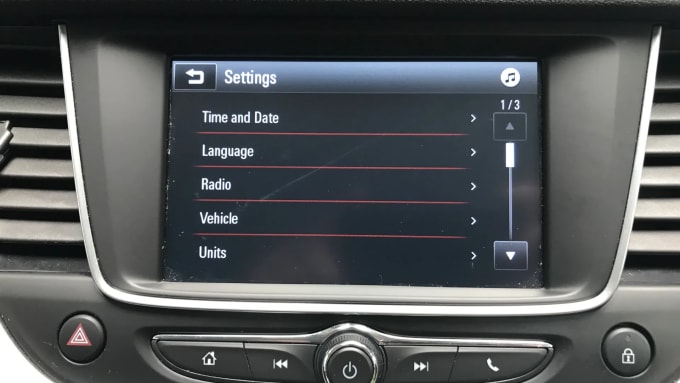 Settings
1/3
Time and Date
Language
Radio
Vehicle
Units